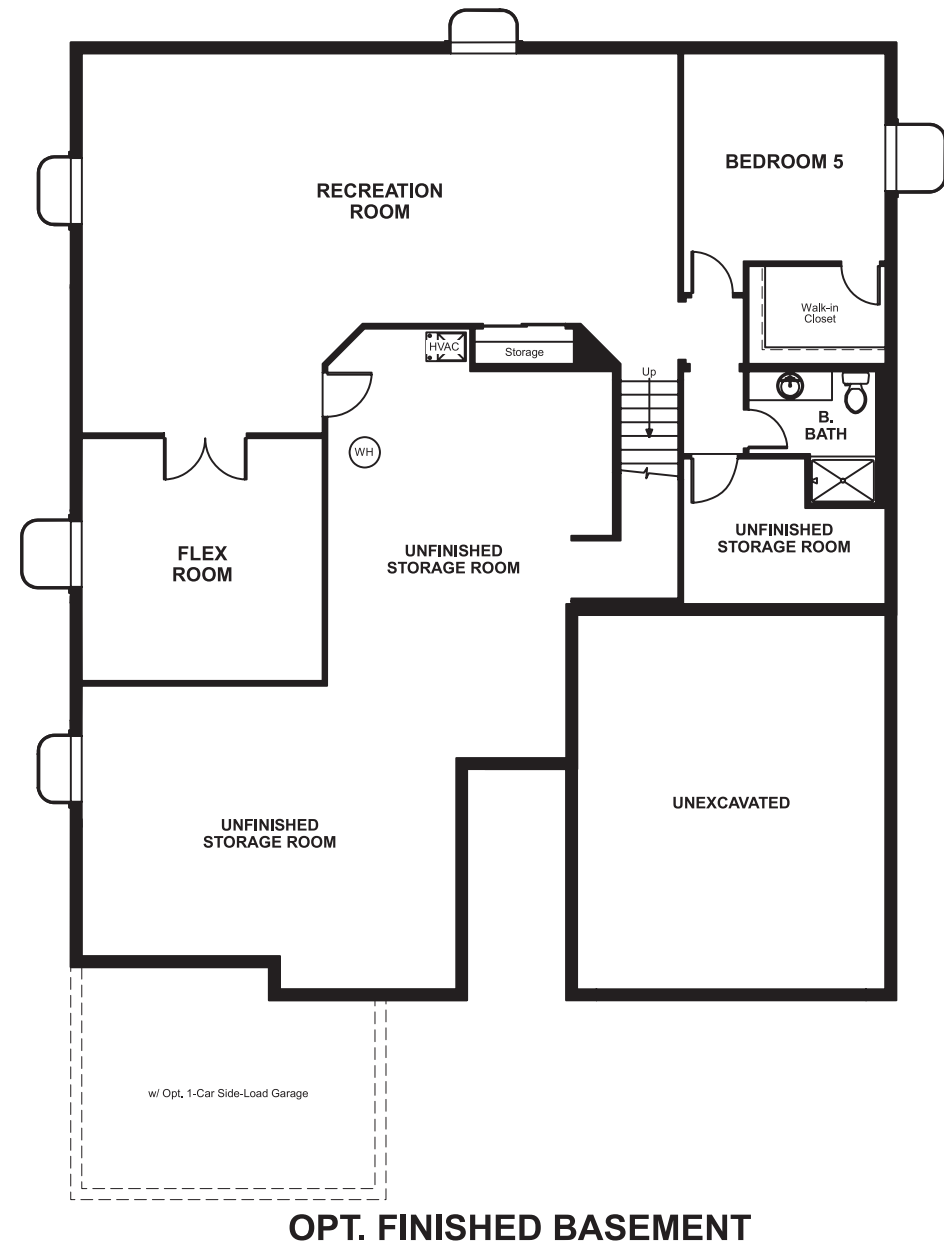 BEDROOM 5
RECREATION
ROOM
Walk-in
Closet
HVAC
Storage
Up
B.
BATH
WH
UNFINISHED
STORAGE ROOM
FLEX
ROOM
UNFINISHED
STORAGE ROOM
UNEXCAVATED
UNFINISHED
STORAGE ROOM
w/ Opt. 1-Car Side-Load Garage
OPT. FINISHED BASEMENT